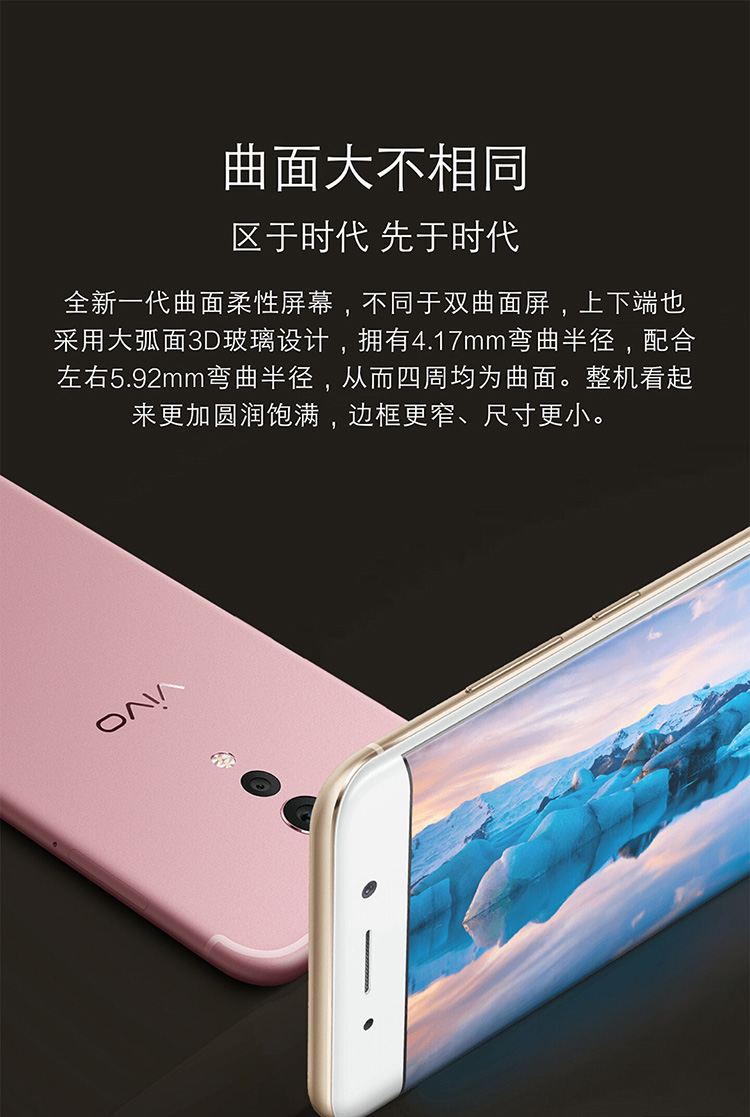 曲面大不相同
区于时代 先于时代
全新一代曲面柔性屏幕，不同于双曲面屏，上下端也
采用大弧面3D玻璃设计，拥有4.17mm弯曲半径，配合
左右5.92mm弯曲半径，从而四周均为曲面。整机看起
来更加圆润饱满，边框更窄、尺寸更小。
vivo